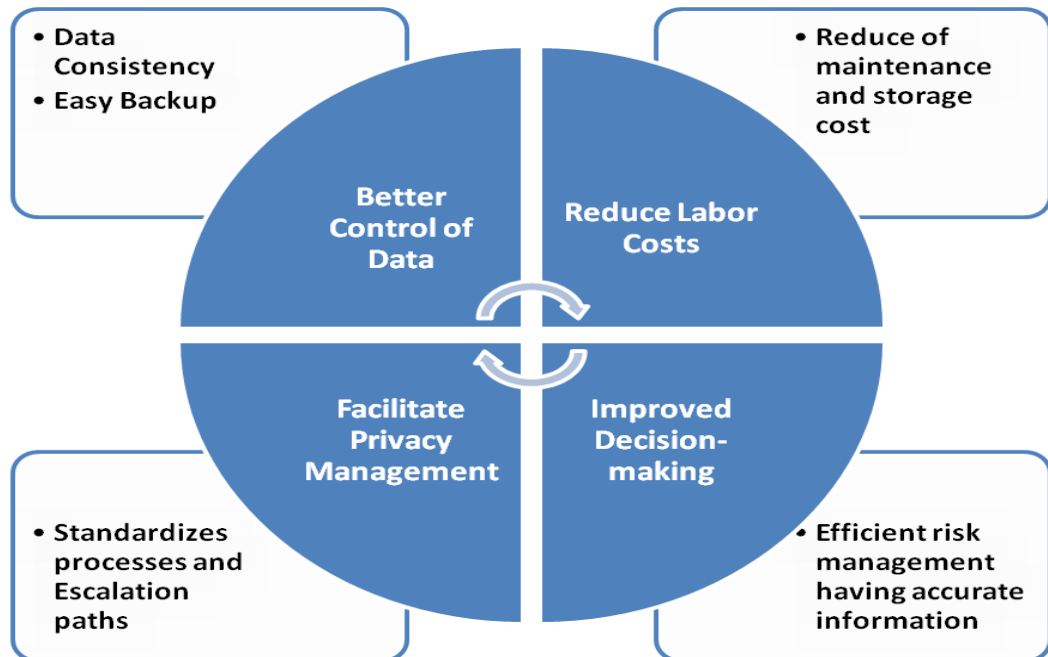 • Data
Consistency
• Easy Backup
Better
Control of
Data
• Reduce of
maintenance
and storage
cost
Reduce Labor
Costs
Facilitate
Privacy
Management
• Standardizes
processes and
Escalation
paths
Improved
Decision-
making
• Efficient risk
management
having accurate
information